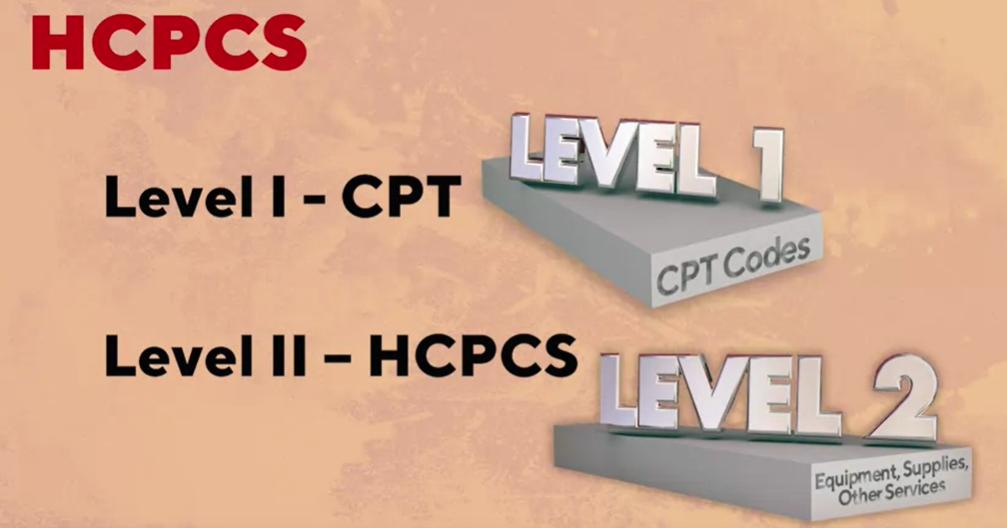 HCPCS
Level I - CPT
LEVEL 1
CPT Codes
Level II – HCPCS
LEVEL 2
Equipment, Supplies,
Other Services